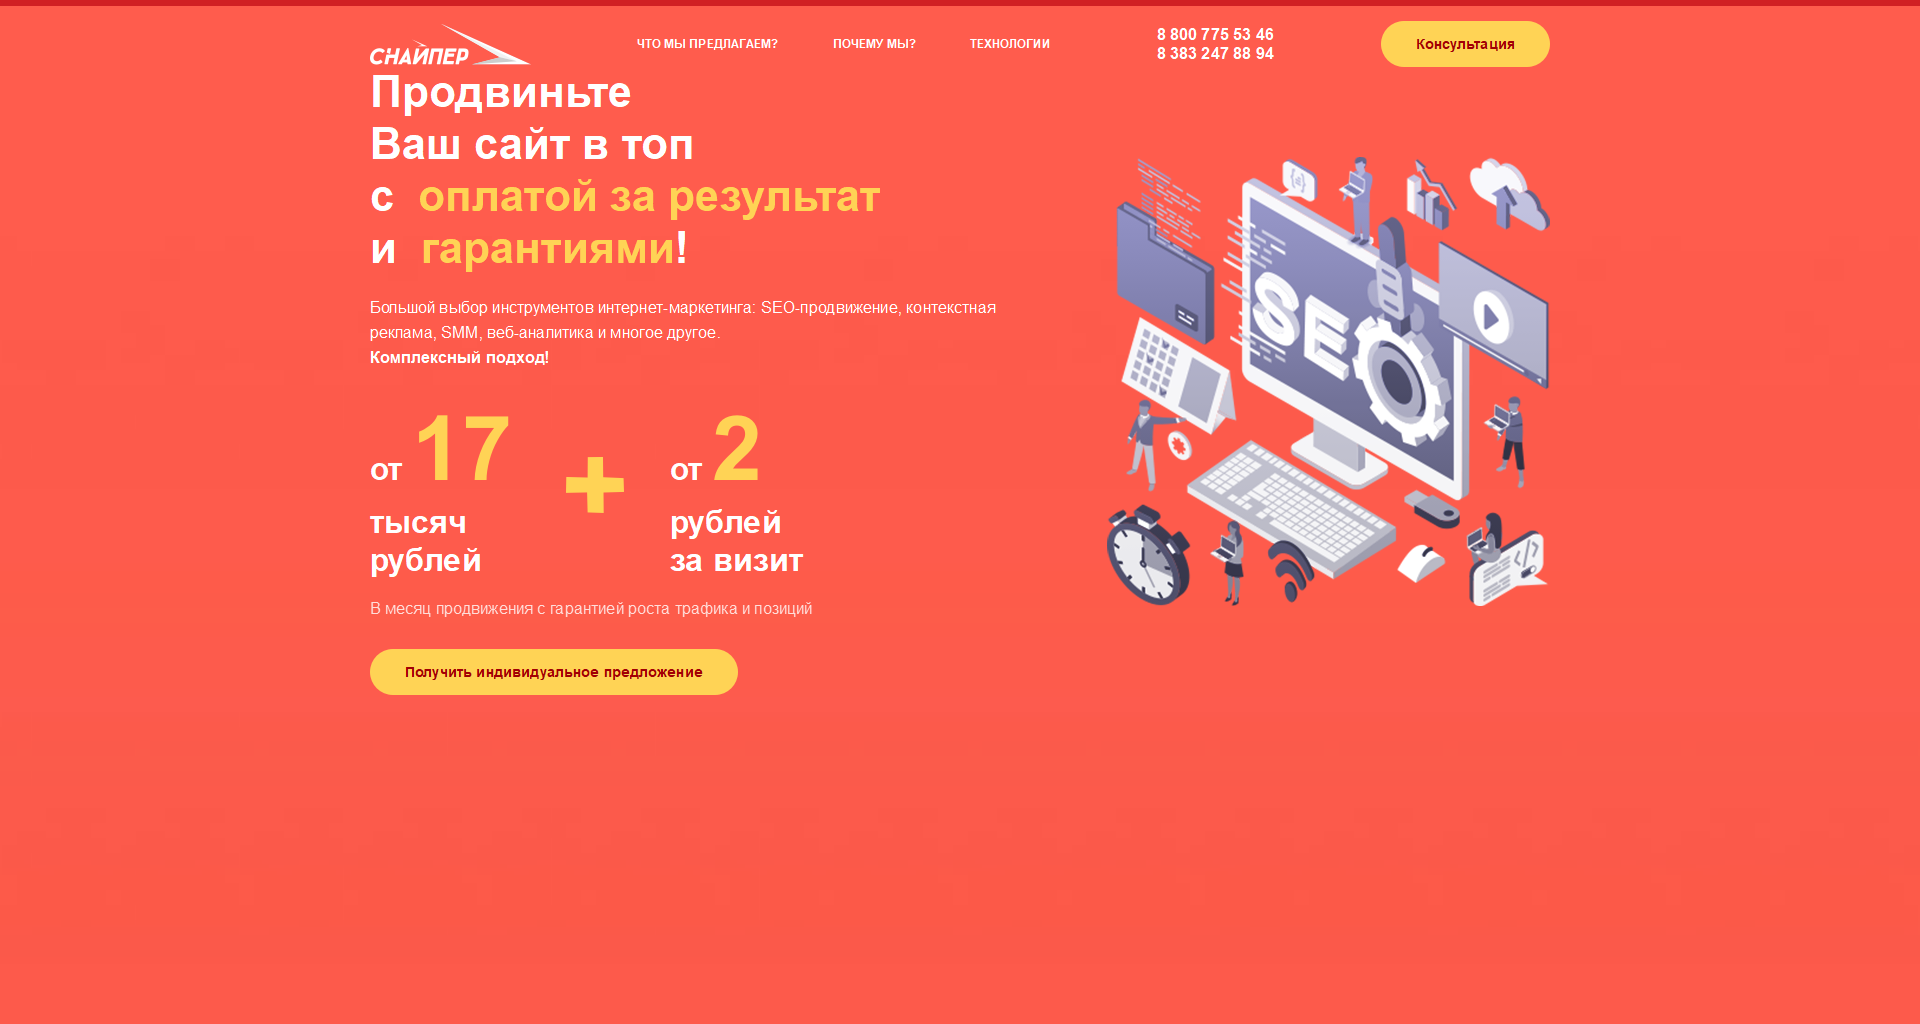 СНАЙПЕР
ЧТО МЫ ПРЕДЛАГАЕМ?
ПОЧЕМУ МЫ?
ТЕХНОЛОГИИ
8 800 775 53 46
8 383 247 88 94
Консультация
Продвиньте
Ваш сайт в топ
с оплатой за результат
и гарантиями!
Большой выбор инструментов интернет-маркетинга: SEO-продвижение, контекстная
реклама, SMM, веб-аналитика и многое другое.
Комплексный подход!
от 17
тысяч
рублей
+
от 2
рублей
за визит
В месяц продвижения с гарантией роста трафика и позиций
Получить индивидуальное предложение
SEO